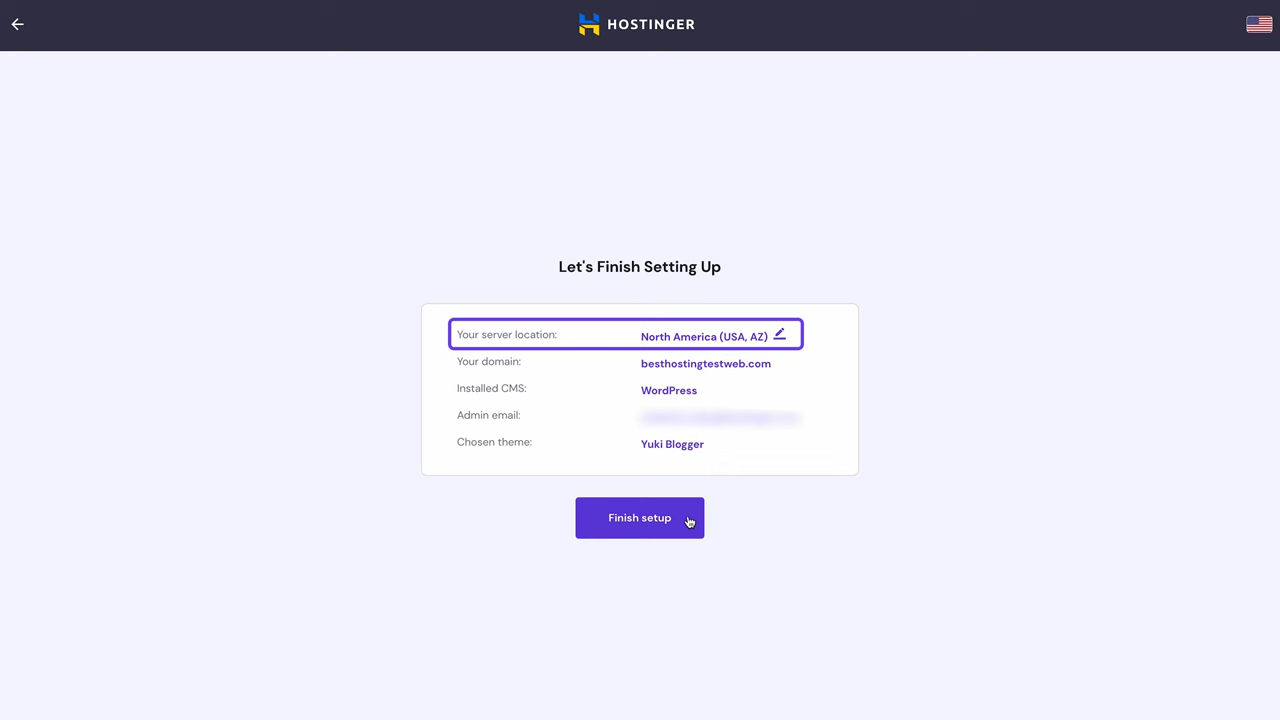 HOSTINGER
Let's Finish Setting Up
Your server location: North America (USA, AZ)
Your domain: besthostingtestweb.com
Installed CMS: WordPress
Admin email:
Chosen theme: Yuki Blogger
Finish setup